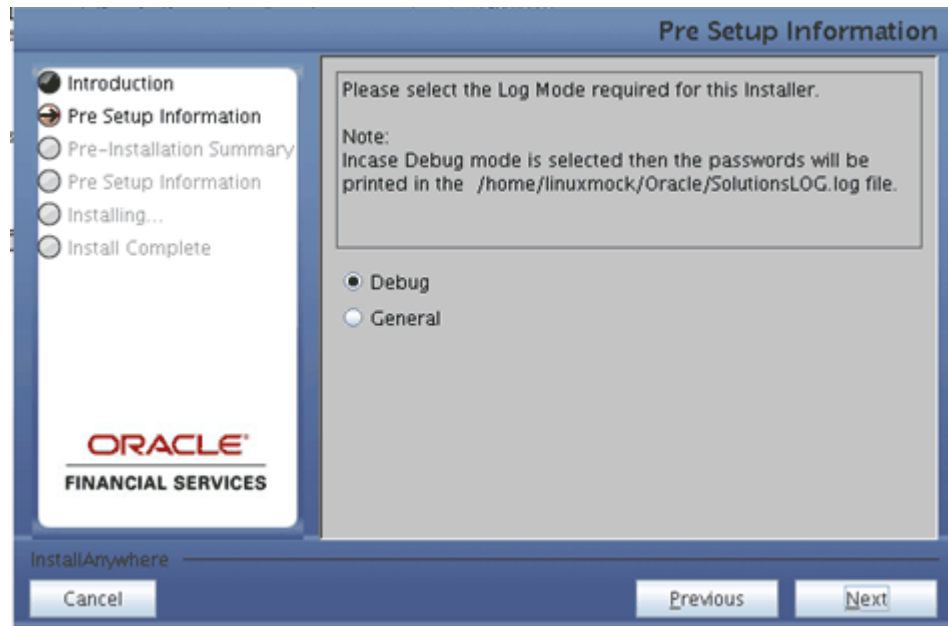 Pre Setup Information
Introduction
Pre Setup Information
Pre-Installation Summary
Pre Setup Information
Installing...
Install Complete
ORACLE
FINANCIAL SERVICES
Please select the Log Mode required for this Installer.
Note:
Incase Debug mode is selected then the passwords will be
printed in the /home/linuxmock/Oracle/SolutionsLOG.log file.
Debug
General
InstallAnywhere
Cancel
Previous
Next